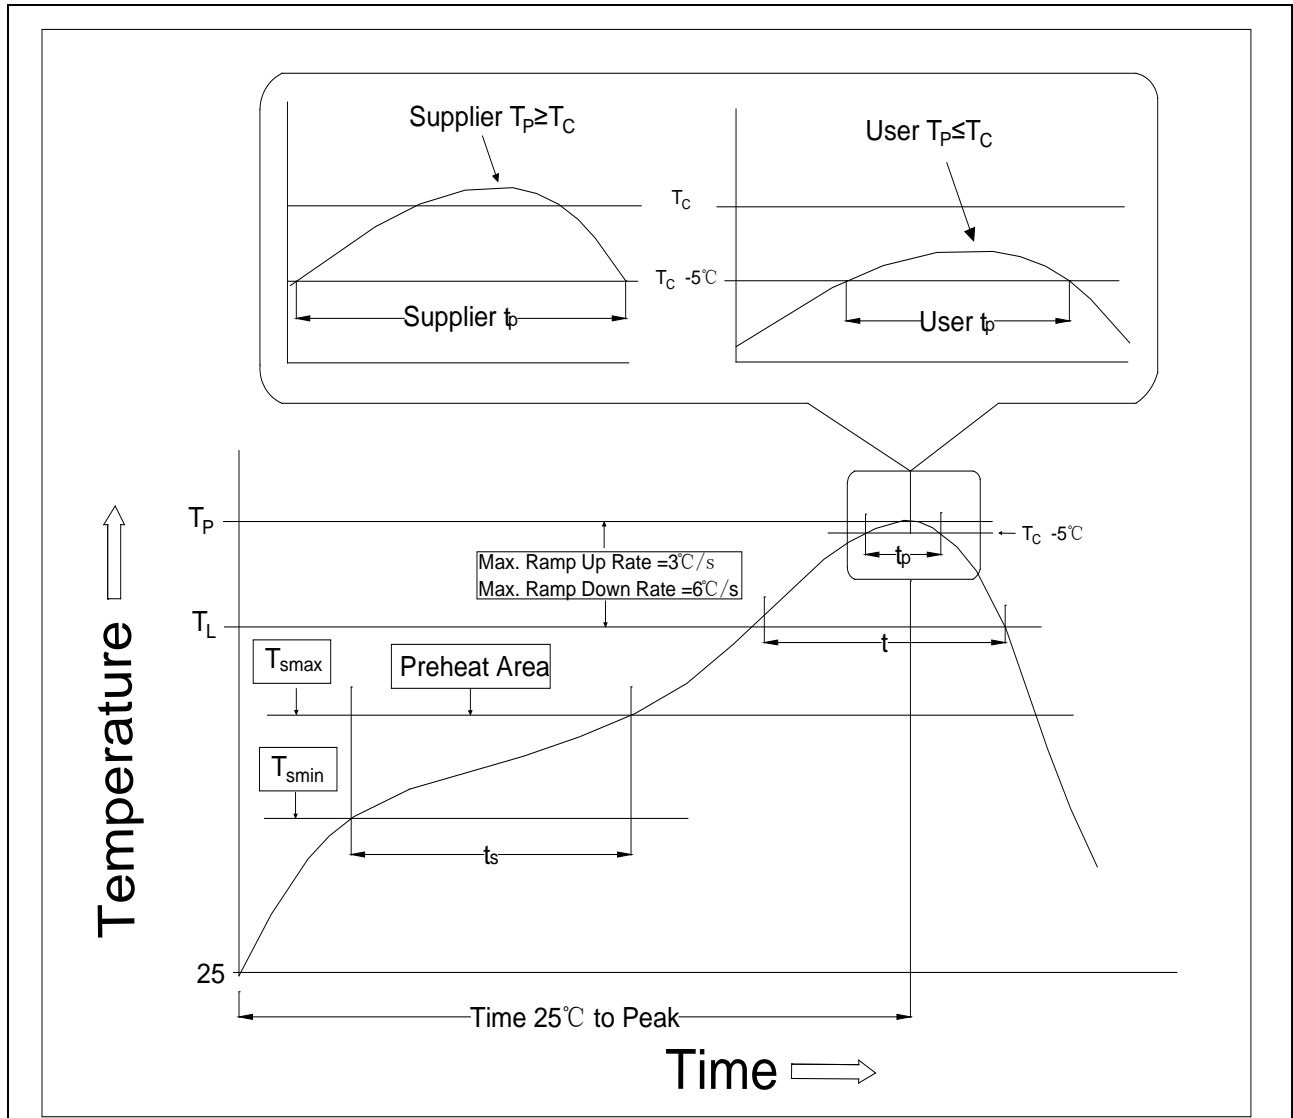 Supplier TP≥TC
User TP≤TC
TC
TC -5℃
Supplier tp
User tp
TP
TC -5℃
tp
Max. Ramp Up Rate =3℃/s
Max. Ramp Down Rate =6℃/s
TL
t
Tsmax
Preheat Area
Tsmin
ts
Temperature
25
Time 25℃ to Peak
Time